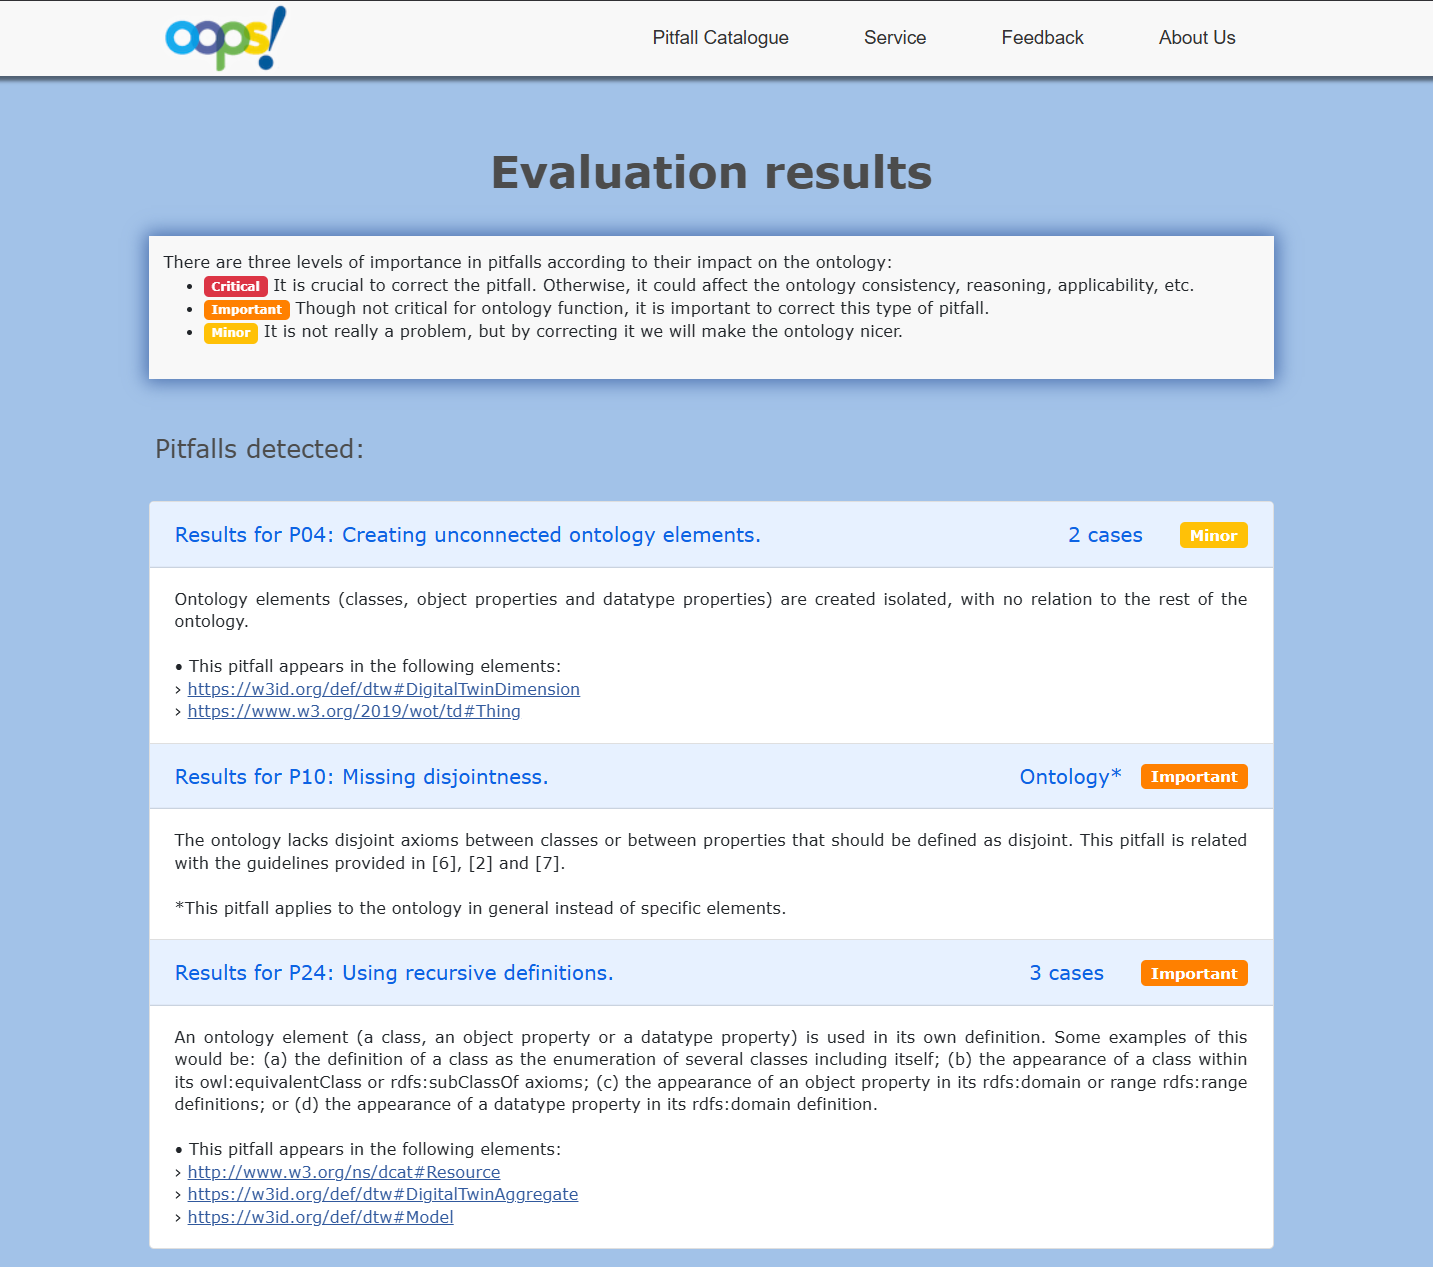 oops!
Pitfall Catalogue
Service
Feedback
About Us
Evaluation results
There are three levels of importance in pitfalls according to their impact on the ontology:
• Critical It is crucial to correct the pitfall. Otherwise, it could affect the ontology consistency, reasoning, applicability, etc.
• Important Though not critical for ontology function, it is important to correct this type of pitfall.
• Minor It is not really a problem, but by correcting it we will make the ontology nicer.
Pitfalls detected:
Results for P04: Creating unconnected ontology elements. 2 cases Minor
Ontology elements (classes, object properties and datatype properties) are created isolated, with no relation to the rest of the
ontology.
• This pitfall appears in the following elements:
› https://w3id.org/def/dtw#DigitalTwinDimension
› https://www.w3.org/2019/wot/td#Thing
Results for P10: Missing disjointness. Ontology* Important
The ontology lacks disjoint axioms between classes or between properties that should be defined as disjoint. This pitfall is related
with the guidelines provided in [6], [2] and [7].
*This pitfall applies to the ontology in general instead of specific elements.
Results for P24: Using recursive definitions. 3 cases Important
An ontology element (a class, an object property or a datatype property) is used in its own definition. Some examples of this
would be: (a) the definition of a class as the enumeration of several classes including itself; (b) the appearance of a class within
its owl:equivalentClass or rdfs:subClassOf axioms; (c) the appearance of an object property in its rdfs:domain or range rdfs:range
definitions; or (d) the appearance of a datatype property in its rdfs:domain definition.
• This pitfall appears in the following elements:
› http://www.w3.org/ns/dcat#Resource
› https://w3id.org/def/dtw#DigitalTwinAggregate
› https://w3id.org/def/dtw#Model